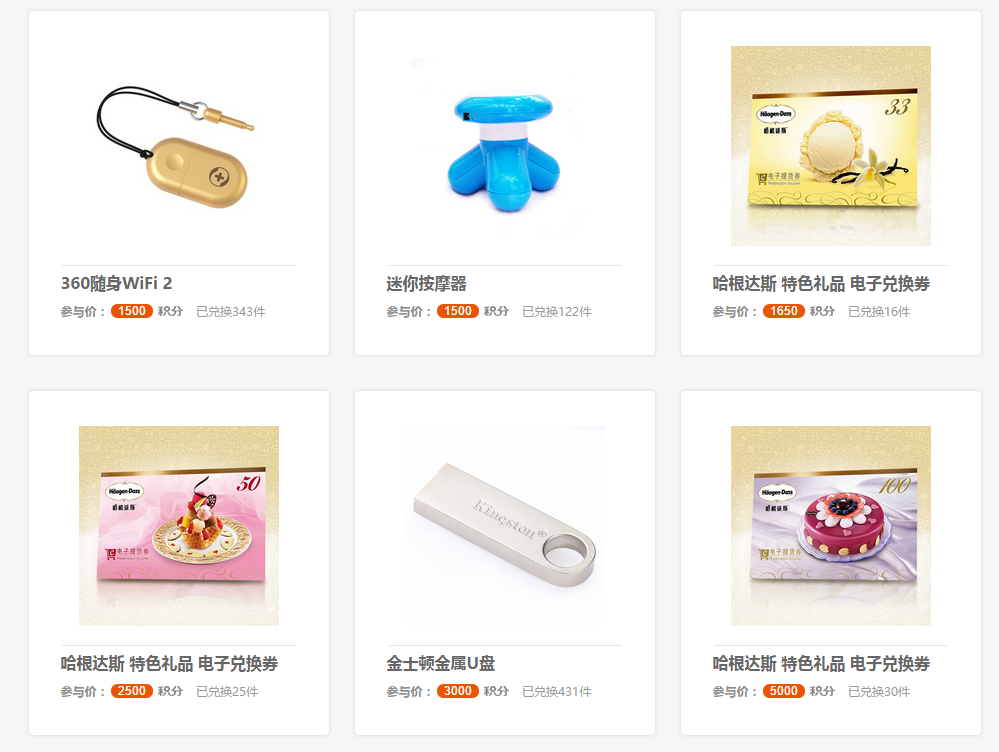 Häagen-Dazs
哈根达斯
33
电子提货券
Redemption Voucher
360随身WiFi 2
参与价： 1500 积分 已兑换343件
迷你按摩器
参与价： 1500 积分 已兑换122件
哈根达斯 特色礼品 电子兑换券
参与价： 1650 积分 已兑换16件
Häagen-Dazs
哈根达斯
50
电子提货券
Redemption Voucher
Kingston®
Häagen-Dazs
哈根达斯
100
电子提货券
Redemption Voucher
哈根达斯 特色礼品 电子兑换券
参与价： 2500 积分 已兑换25件
金士顿金属U盘
参与价： 3000 积分 已兑换431件
哈根达斯 特色礼品 电子兑换券
参与价： 5000 积分 已兑换30件